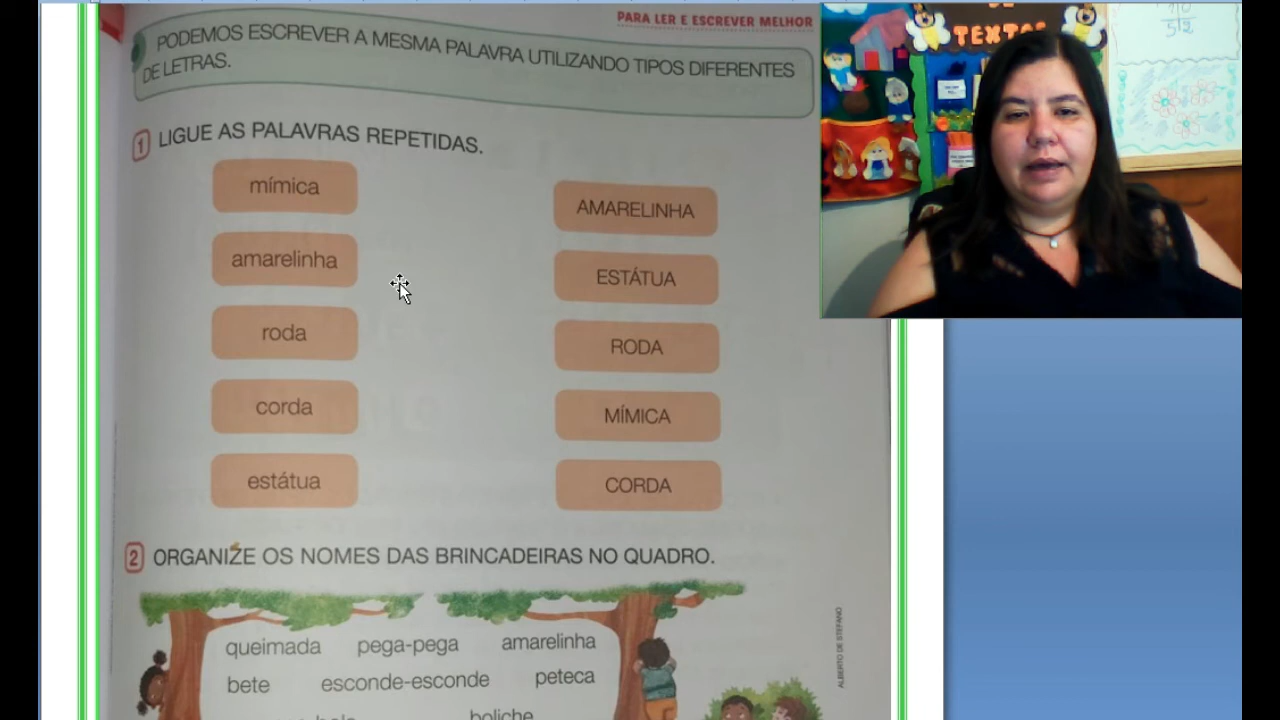 PARA LER E ESCREVER MELHOR
PODEMOS ESCREVER A MESMA PALAVRA UTILIZANDO TIPOS DIFERENTES
DE LETRAS.
1 LIGUE AS PALAVRAS REPETIDAS.
mímica
amarelinha
roda
corda
estátua
AMARELINHA
ESTÁTUA
RODA
MÍMICA
CORDA
2 ORGANIZE OS NOMES DAS BRINCADEIRAS NO QUADRO.
queimada pega-pega amarelinha
bete esconde-esconde peteca
boliche
ALBERTO DE STEFANO
DE
TEXTOS